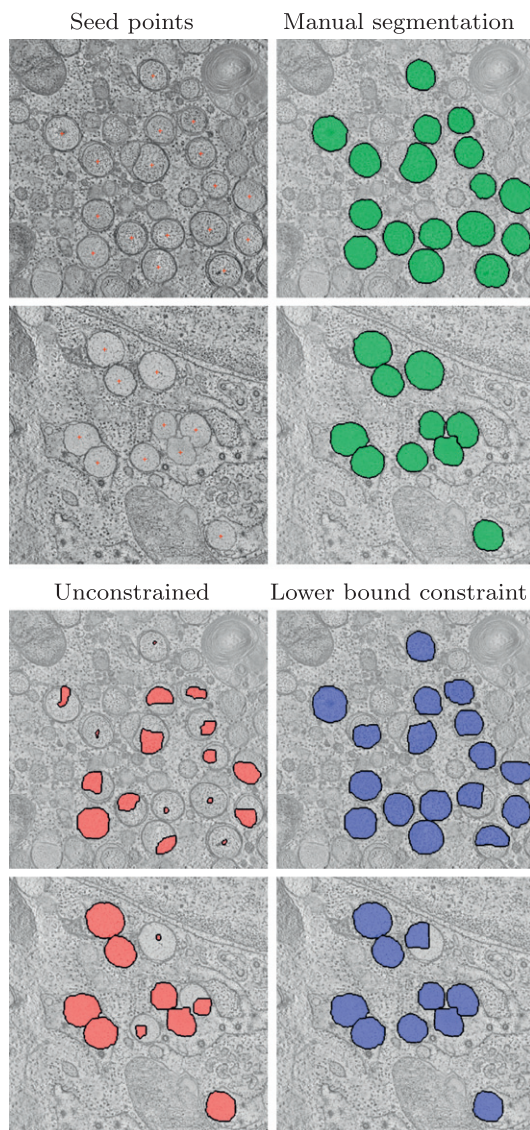 Seed points
Manual segmentation
Unconstrained
Lower bound constraint